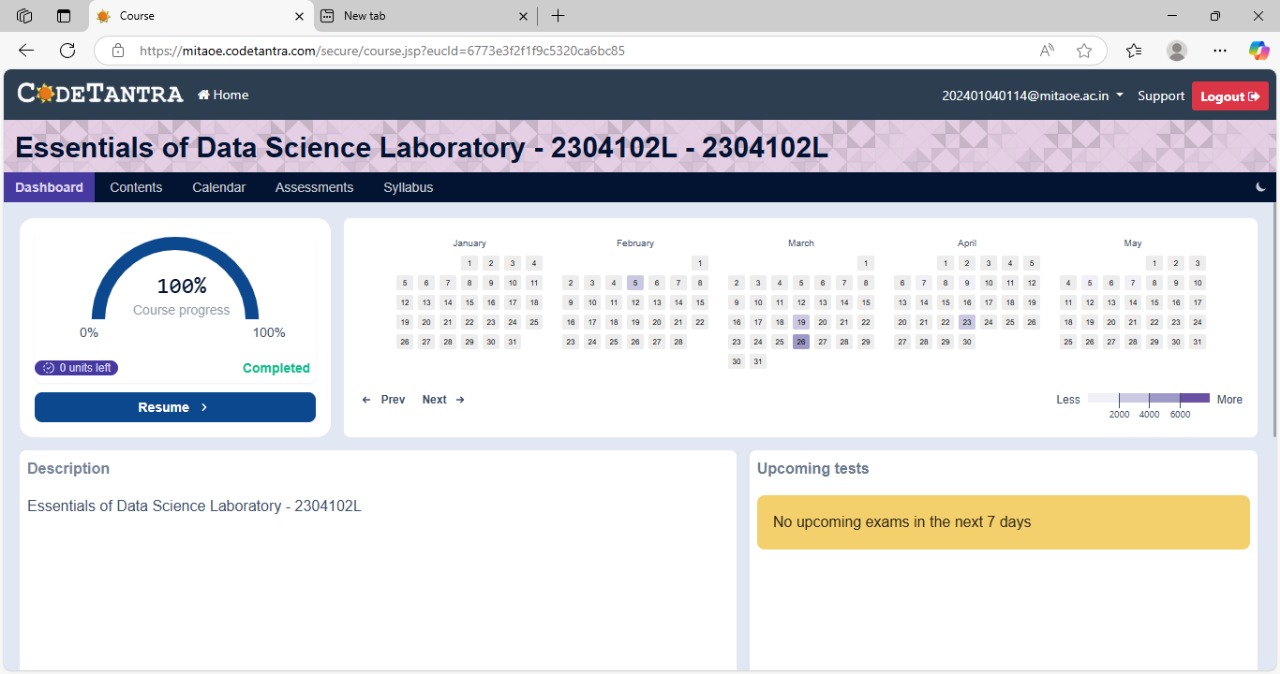 Course
New tab
https://mitaoe.codetantra.com/secure/course.jsp?eucId=6773e3f2f1f9c5320ca6bc85
CODETANTRA
Home
202401040114@mitaoe.ac.in
Support
Logout
Essentials of Data Science Laboratory - 2304102L - 2304102L
Dashboard Contents Calendar Assessments Syllabus
100%
Course progress
0% 100%
0 units left
Completed
Resume
January
1 2 3 4
5 6 7 8 9 10 11
12 13 14 15 16 17 18
19 20 21 22 23 24 25
26 27 28 29 30 31
February
1
2 3 4 5 6 7 8
9 10 11 12 13 14 15
16 17 18 19 20 21 22
23 24 25 26 27 28
March
1
2 3 4 5 6 7 8
9 10 11 12 13 14 15
16 17 18 19 20 21 22
23 24 25 26 27 28 29
30 31
April
1 2 3 4 5
6 7 8 9 10 11 12
13 14 15 16 17 18 19
20 21 22 23 24 25 26
27 28 29 30
May
1 2 3
4 5 6 7 8 9 10
11 12 13 14 15 16 17
18 19 20 21 22 23 24
25 26 27 28 29 30 31
Prev Next
Less More
2000 4000 6000
Description
Essentials of Data Science Laboratory - 2304102L
Upcoming tests
No upcoming exams in the next 7 days